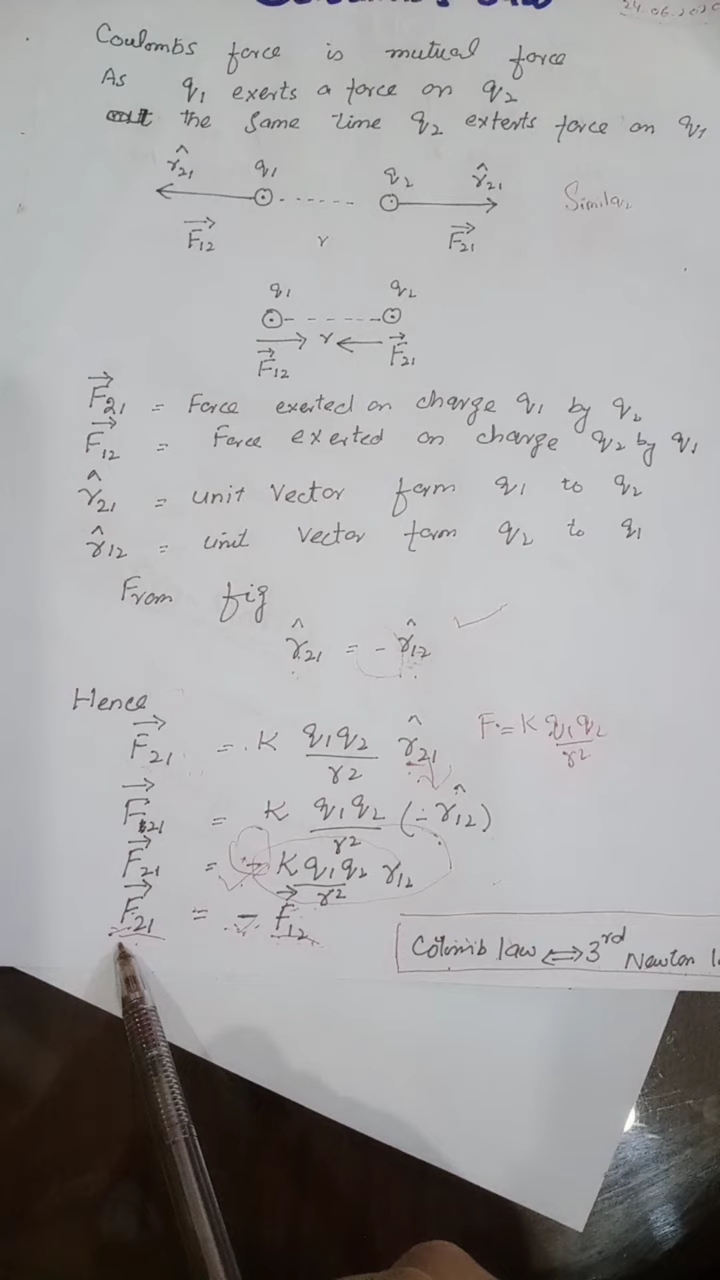 24.06.202
Coulombs force is mutual force
As q₁ exerts a force on q₂
the same time q₂ extents force on q₁
r̂₂₁ q₁ q₂ r̂₂₁ Similar
F⃗₁₂ r F⃗₂₁
q₁ q₂
r
F⃗₁₂ F⃗₂₁
F⃗₂₁ = Force exerted on charge q₁ by q₂
F⃗₁₂ = Force exerted on charge q₂ by q₁
r̂₂₁ = unit vector form q₁ to q₂
r̂₁₂ = unit vector form q₂ to q₁
From fig
r̂₂₁ = - r̂₁₂
Hence
F⃗₂₁ = K q₁q₂/r2 r̂₂₁ F = K q₁q₂/r2
F⃗₂₁ = K q₁q₂/r2 (- r̂₁₂)
F⃗₂₁ = - K q₁q₂/r2 r₁₂
F⃗₂₁ = - F⃗₁₂
Colomb law ⟺ 3rd Newton l